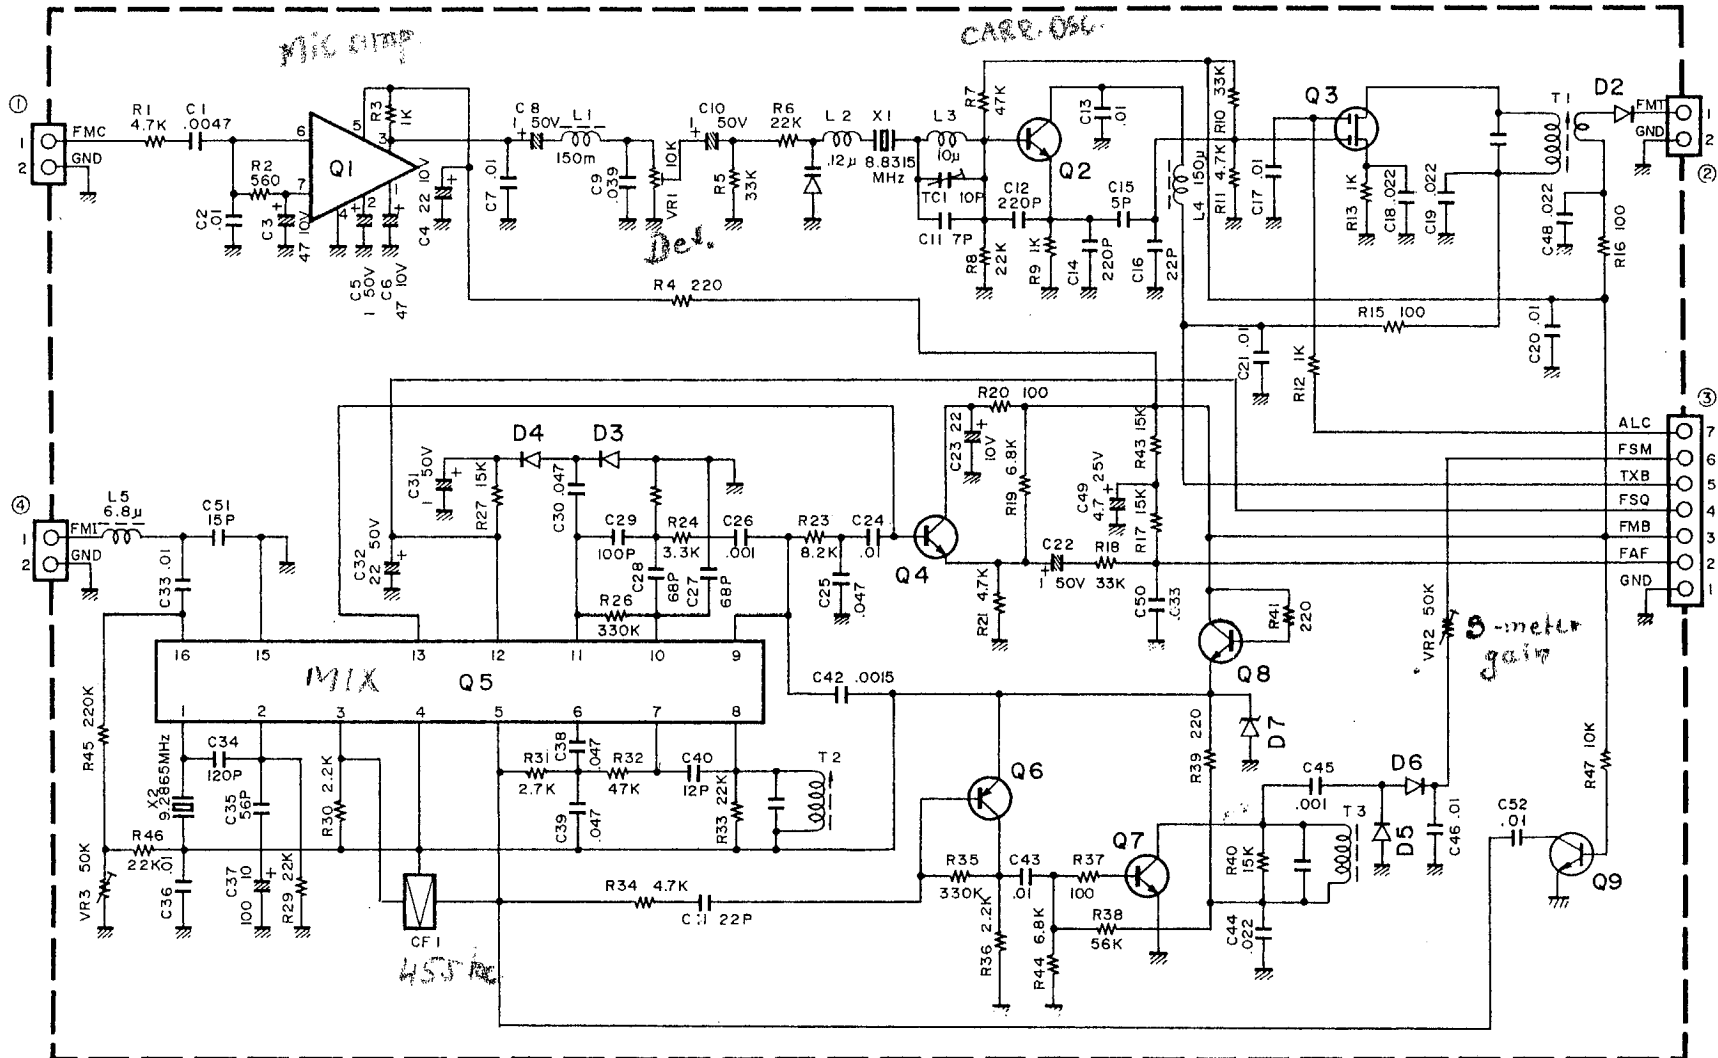 Mic amp.
CARR. OSC.
①
1 FMC
2 GND
R1 4.7K
C1 .0047
R2 560
C2 .01
C3 47 10V
Q1
6
7
5
3
4
2
1
R3 1K
C4 22 10V
C5 1 50V
C6 47 10V
C7 .01
C8 1 50V
L1 150m
C9 .039
VR1 10K
Dev.
C10 1 50V
R5 33K
R6 22K
L2 .12μ
X1 8.8315 MHz
L3 10μ
TC1 10P
C11 7P
R7 47K
R8 22K
C12 220P
Q2
R9 1K
C13 .01
C14 220P
C15 5P
C16 22P
L4 150μ
R10 33K
R11 4.7K
C17 .01
Q3
R13 1K
C18 .022
C19 .022
T1
D2
FMT 1
GND 2
②
C48 .022
R16 100
R4 220
R15 100
C21 .01
R12 1K
C20 .01
③
ALC 7
FSM 6
TXB 5
FSQ 4
FMB 3
FAF 2
GND 1
④
1 FMI
2 GND
L5 6.8μ
C51 15P
C33 .01
C31 1 50V
C32 22 50V
R27 15K
D4
D3
C30 .047
C29 100P
R24 3.3K
C26 .001
C28 68P
C27 68P
R26 330K
R23 8.2K
C24 .01
C25 .047
Q4
C23 22 10V
R20 100
R19 6.8K
R21 4.7K
C22 1 50V
R18 33K
C49 4.7 25V
R43 15K
R17 15K
C50 .033
R41 220
Q8
VR2 50K
S-meter gain
16 15 13 12 11 10 9
MIX Q5
1 2 3 4 5 6 7 8
C42 .0015
R45 220K
VR3 50K
R46 22K
X2 9.2865MHz
C34 120P
C35 56P
C36 .01
C37 100 10
R29 22K
R30 2.2K
CF1
455 kc
R31 2.7K
C38 .047
R32 47K
C39 .047
C40 12P
R33 22K
T2
R34 4.7K
22P
Q6
R35 330K
R36 2.2K
C43 .01
R37 100
R44 6.8K
R38 56K
Q7
R39 220
D7
C45 .001
D6
D5
T3
R40 15K
C44 .022
C46 .01
C52 .01
R47 10K
Q9